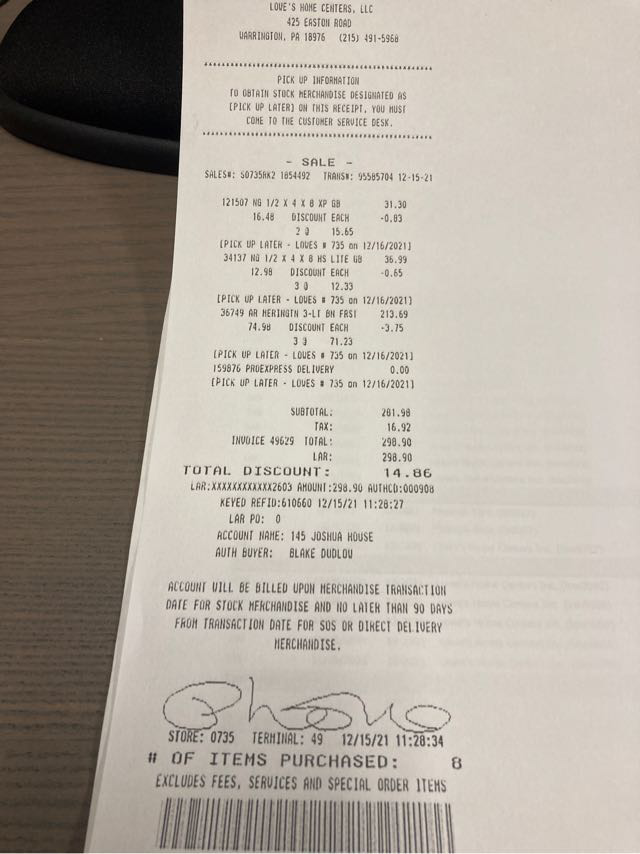 LOWE'S HOME CENTERS, LLC
425 EASTON ROAD
WARRINGTON, PA 18976 (215) 491-5968
PICK UP INFORMATION
TO OBTAIN STOCK MERCHANDISE DESIGNATED AS
[PICK UP LATER] ON THIS RECEIPT, YOU MUST
COME TO THE CUSTOMER SERVICE DESK.
- SALE -
SALES#: S0735RK2 1854492 TRANS#: 95585704 12-15-21
121507 NG 1/2 X 4 X 8 XP GB 31.30
16.48 DISCOUNT EACH -0.83
2 @ 15.65
[PICK UP LATER - LOWES # 735 on 12/16/2021]
34137 NG 1/2 X 4 X 8 HS LITE GB 36.99
12.98 DISCOUNT EACH -0.65
3 @ 12.33
[PICK UP LATER - LOWES # 735 on 12/16/2021]
36749 AR MERINGTN 3-LT BN FRST 213.69
74.98 DISCOUNT EACH -3.75
3 @ 71.23
[PICK UP LATER - LOWES # 735 on 12/16/2021]
159876 PROEXPRESS DELIVERY 0.00
[PICK UP LATER - LOWES # 735 on 12/16/2021]
SUBTOTAL: 281.98
TAX: 16.92
INVOICE 49629 TOTAL: 298.90
LAR: 298.90
TOTAL DISCOUNT: 14.86
LAR:XXXXXXXXXXXX2603 AMOUNT:298.90 AUTHCD:000908
KEYED REFID:610660 12/15/21 11:28:27
LAR PO: 0
ACCOUNT NAME: 145 JOSHUA HOUSE
AUTH BUYER: BLAKE DUDLOW
ACCOUNT WILL BE BILLED UPON MERCHANDISE TRANSACTION
DATE FOR STOCK MERCHANDISE AND NO LATER THAN 90 DAYS
FROM TRANSACTION DATE FOR SOS OR DIRECT DELIVERY
MERCHANDISE.
STORE: 0735 TERMINAL: 49 12/15/21 11:28:34
# OF ITEMS PURCHASED: 8
EXCLUDES FEES, SERVICES AND SPECIAL ORDER ITEMS